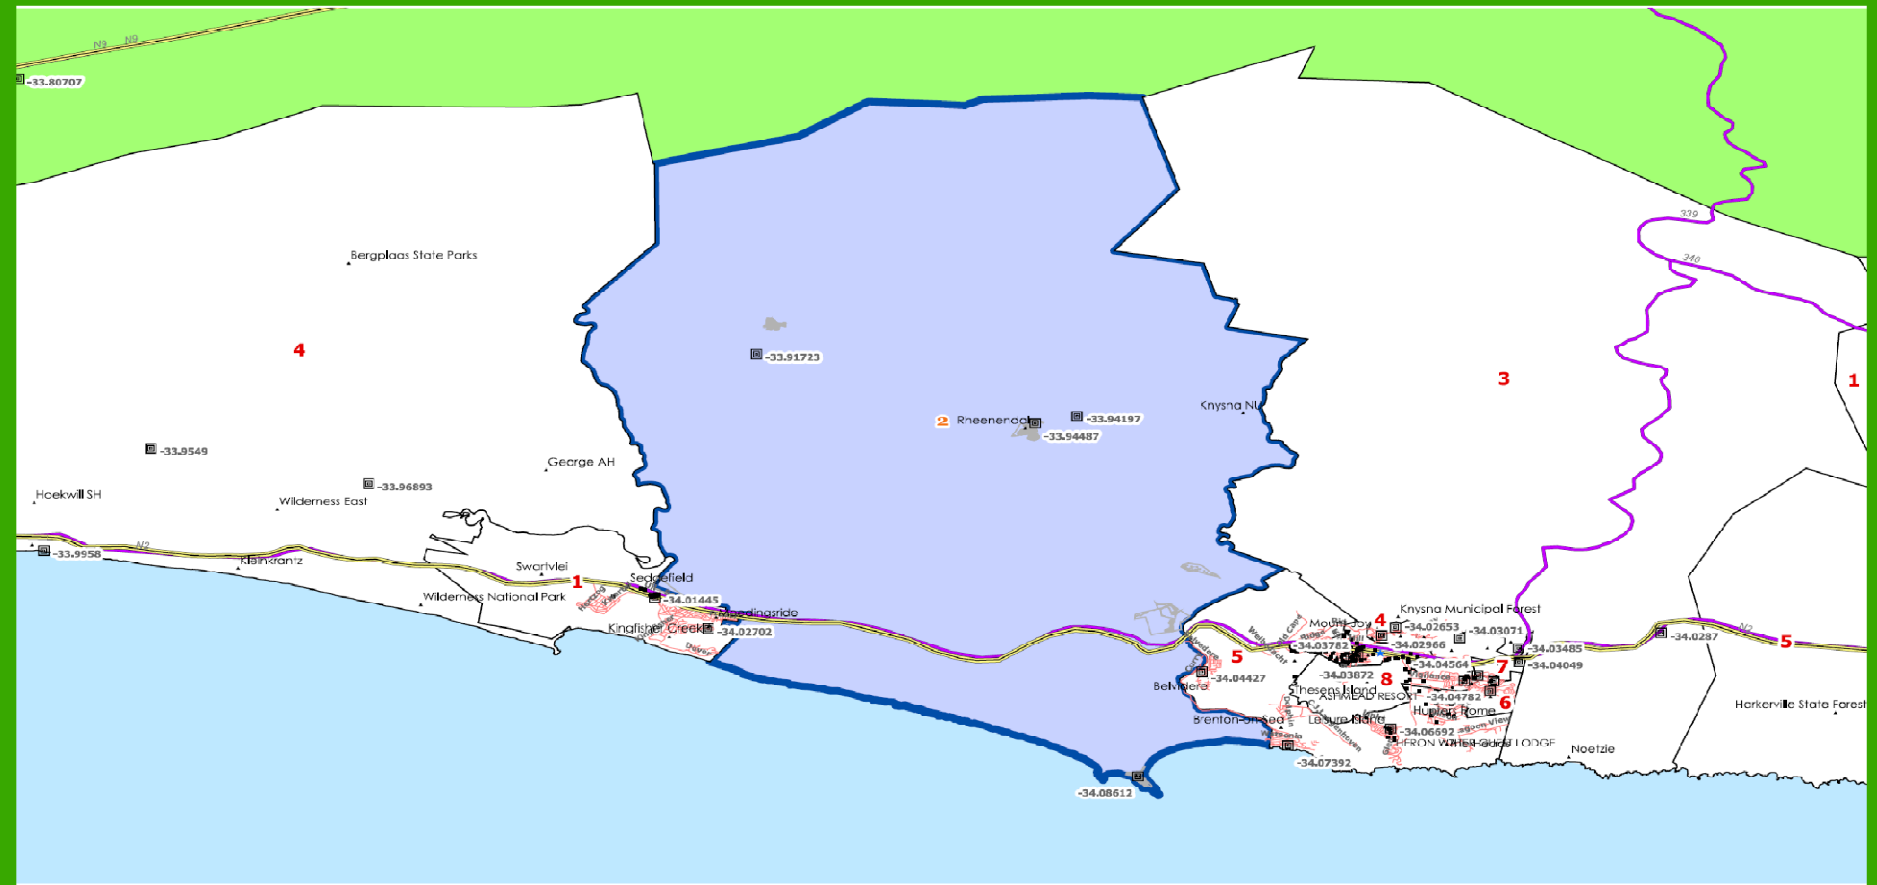 N9 N9
-33.80707
339
Bergplaas State Parks
340
4
-33.91723
3
1
Knysna NU
2 Rheenendal
-33.94197
-33.94487
-33.9549
George AH
-33.96893
Hoekwill SH
Wilderness East
N2
-33.9958
Kleinkrantz
Swartvlei
1
Sedgefield
Wilderness National Park
-34.01445
Kingfisher Creek
-34.02702
Knysna Municipal Forest
4
-34.02653
-34.03071
-34.0287
N2
5
-34.03782
-34.02966
-34.03485
5
-34.04564
7
-34.04049
Belvidere
-34.04427
-34.03872
8
Thesens Island
ASHMEAD RESORT
-34.04782
6
Harkerville State Forest
Brenton-on-Sea
Leisure Island
-34.06692
Noetzie
-34.07392
-34.08612